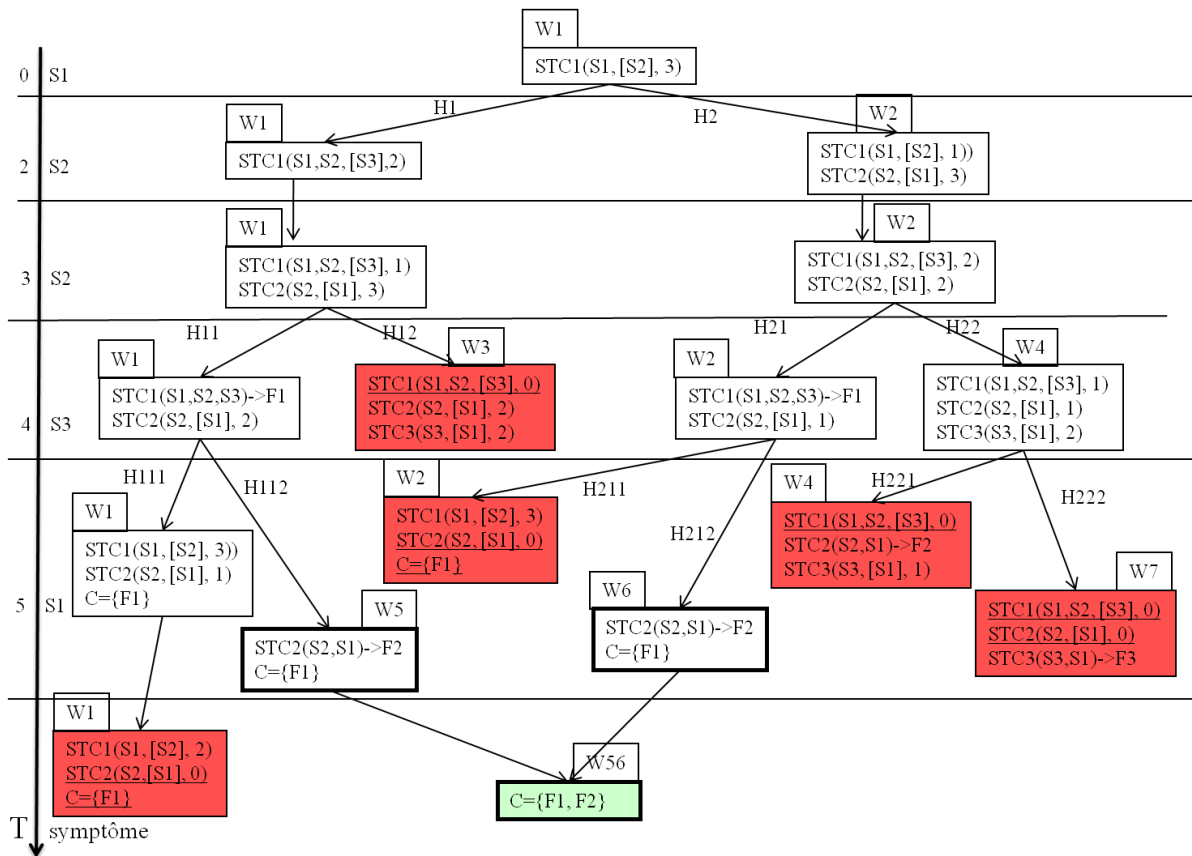 W1
0 S1
STC1(S1, [S2], 3)
H1
H2
W1
W2
2 S2
STC1(S1,S2, [S3],2)
STC1(S1, [S2], 1))
STC2(S2, [S1], 3)
W1
W2
3 S2
STC1(S1,S2, [S3], 1)
STC2(S2, [S1], 3)
STC1(S1,S2, [S3], 2)
STC2(S2, [S1], 2)
H11
H12
H21
H22
W1
W3
W2
W4
4 S3
STC1(S1,S2,S3)->F1
STC2(S2, [S1], 2)
STC1(S1,S2, [S3], 0)
STC2(S2, [S1], 2)
STC3(S3, [S1], 2)
STC1(S1,S2,S3)->F1
STC2(S2, [S1], 1)
STC1(S1,S2, [S3], 1)
STC2(S2, [S1], 1)
STC3(S3, [S1], 2)
H111
H112
H211
H212
H221
H222
5 S1
W1
STC1(S1, [S2], 3))
STC2(S2, [S1], 1)
C={F1}
W5
STC2(S2,S1)->F2
C={F1}
W2
STC1(S1, [S2], 3)
STC2(S2, [S1], 0)
C={F1}
W6
STC2(S2,S1)->F2
C={F1}
W4
STC1(S1,S2, [S3], 0)
STC2(S2,S1)->F2
STC3(S3, [S1], 1)
W7
STC1(S1,S2, [S3], 0)
STC2(S2, [S1], 0)
STC3(S3,S1)->F3
W1
STC1(S1, [S2], 2)
STC2(S2,[S1], 0)
C={F1}
W56
C={F1, F2}
T symptôme